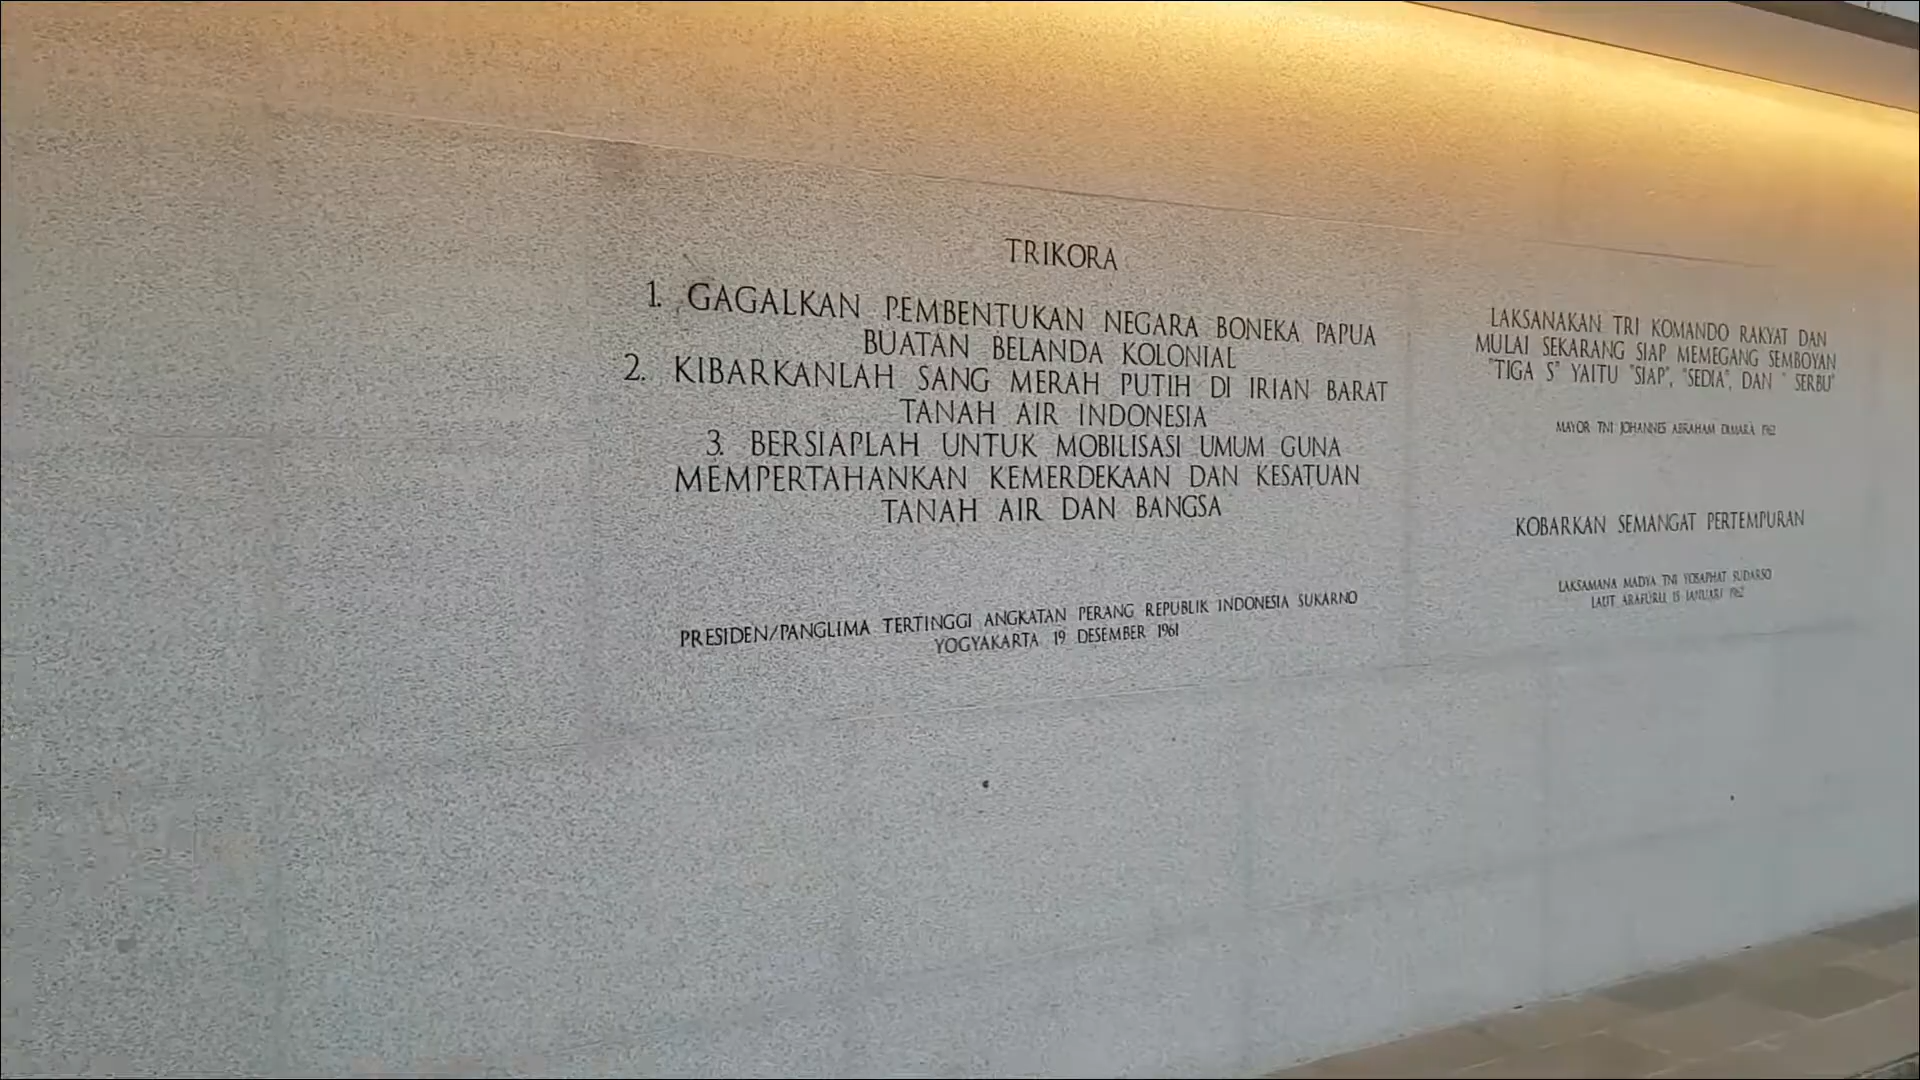 TRIKORA
1. GAGALKAN PEMBENTUKAN NEGARA BONEKA PAPUA
BUATAN BELANDA KOLONIAL
2. KIBARKANLAH SANG MERAH PUTIH DI IRIAN BARAT
TANAH AIR INDONESIA
3. BERSIAPLAH UNTUK MOBILISASI UMUM GUNA
MEMPERTAHANKAN KEMERDEKAAN DAN KESATUAN
TANAH AIR DAN BANGSA
PRESIDEN/PANGLIMA TERTINGGI ANGKATAN PERANG REPUBLIK INDONESIA SUKARNO
YOGYAKARTA 19 DESEMBER 1961
LAKSANAKAN TRI KOMANDO RAKYAT DAN
MULAI SEKARANG SIAP MEMEGANG SEMBOYAN
"TIGA S" YAITU "SIAP", "SEDIA", DAN " SERBU"
MAYOR TNI JOHANNES ABRAHAM DIMARA 1962
KOBARKAN SEMANGAT PERTEMPURAN
LAKSAMANA MADYA TNI YOSAPHAT SUDARSO
LAUT ARAFURU 15 JANUARI 1962